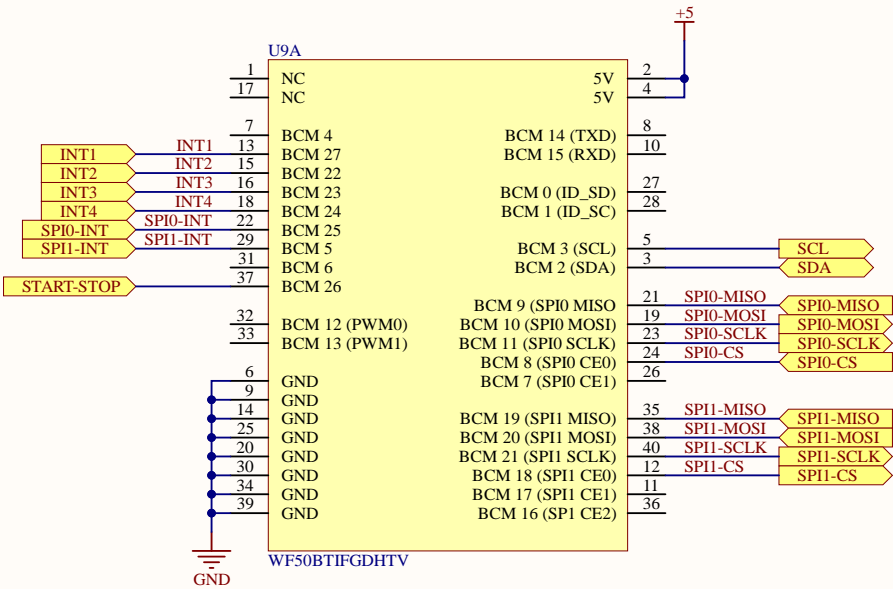 +5
U9A
1 NC 5V 2
17 NC 5V 4
7 BCM 4 BCM 14 (TXD) 8
INT1 INT1 13 BCM 27 BCM 15 (RXD) 10
INT2 INT2 15 BCM 22
INT3 INT3 16 BCM 23 BCM 0 (ID_SD) 27
INT4 INT4 18 BCM 24 BCM 1 (ID_SC) 28
SPI0-INT SPI0-INT 22 BCM 25
SPI1-INT SPI1-INT 29 BCM 5 BCM 3 (SCL) 5 SCL
31 BCM 6 BCM 2 (SDA) 3 SDA
START-STOP 37 BCM 26
BCM 9 (SPI0 MISO 21 SPI0-MISO SPI0-MISO
32 BCM 12 (PWM0) BCM 10 (SPI0 MOSI) 19 SPI0-MOSI SPI0-MOSI
33 BCM 13 (PWM1) BCM 11 (SPI0 SCLK) 23 SPI0-SCLK SPI0-SCLK
BCM 8 (SPI0 CE0) 24 SPI0-CS SPI0-CS
6 GND BCM 7 (SPI0 CE1) 26
9 GND
14 GND BCM 19 (SPI1 MISO) 35 SPI1-MISO SPI1-MISO
25 GND BCM 20 (SPI1 MOSI) 38 SPI1-MOSI SPI1-MOSI
20 GND BCM 21 (SPI1 SCLK) 40 SPI1-SCLK SPI1-SCLK
30 GND BCM 18 (SPI1 CE0) 12 SPI1-CS SPI1-CS
34 GND BCM 17 (SPI1 CE1) 11
39 GND BCM 16 (SP1 CE2) 36
WF50BTIFGDHTV
GND